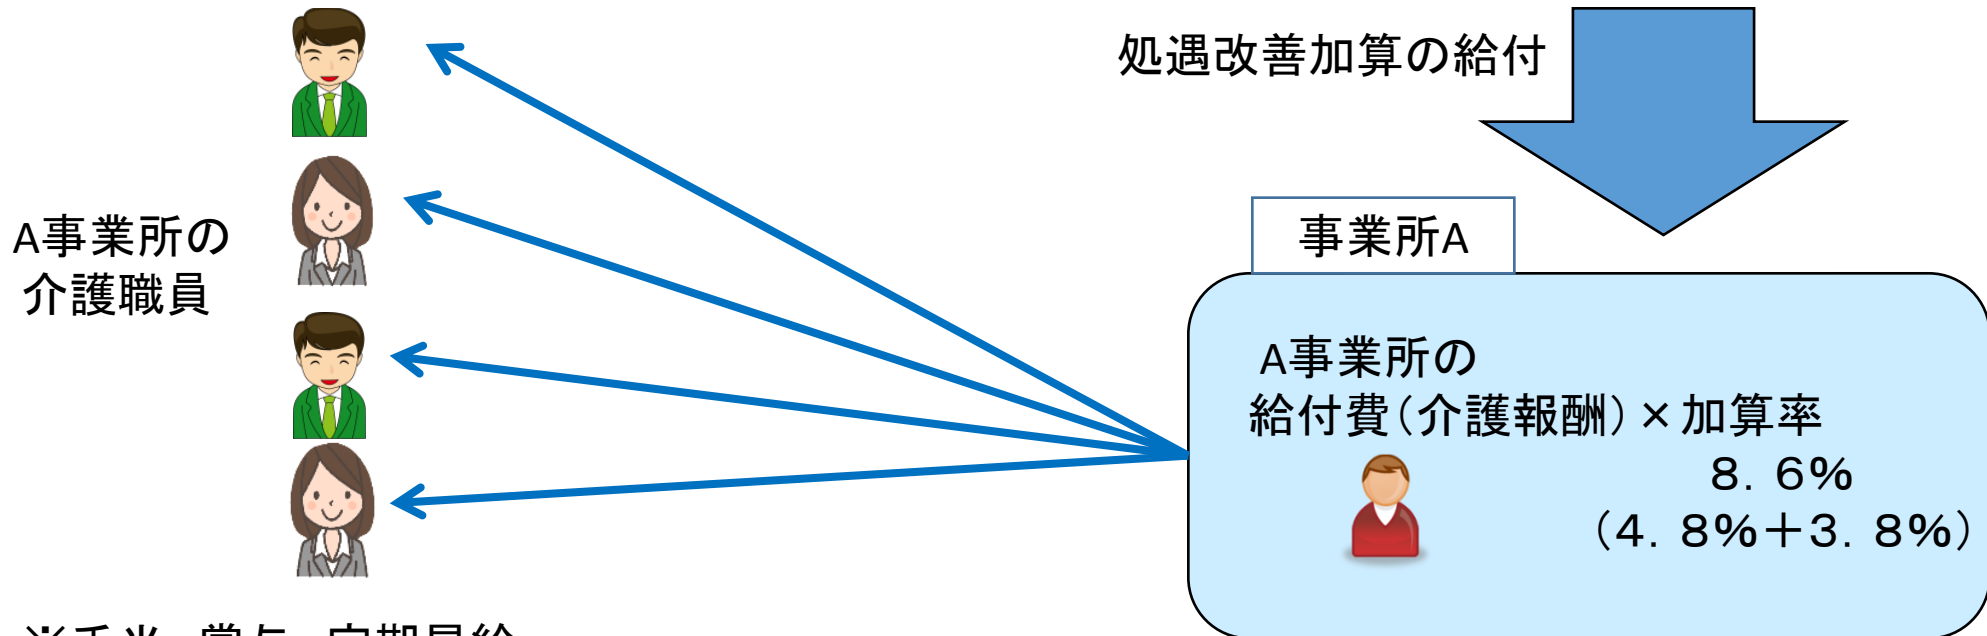 処遇改善加算の給付
A事業所の
介護職員
事業所A
A事業所の
給付費（介護報酬）×加算率
８．６％
（４．８％＋３．８％）